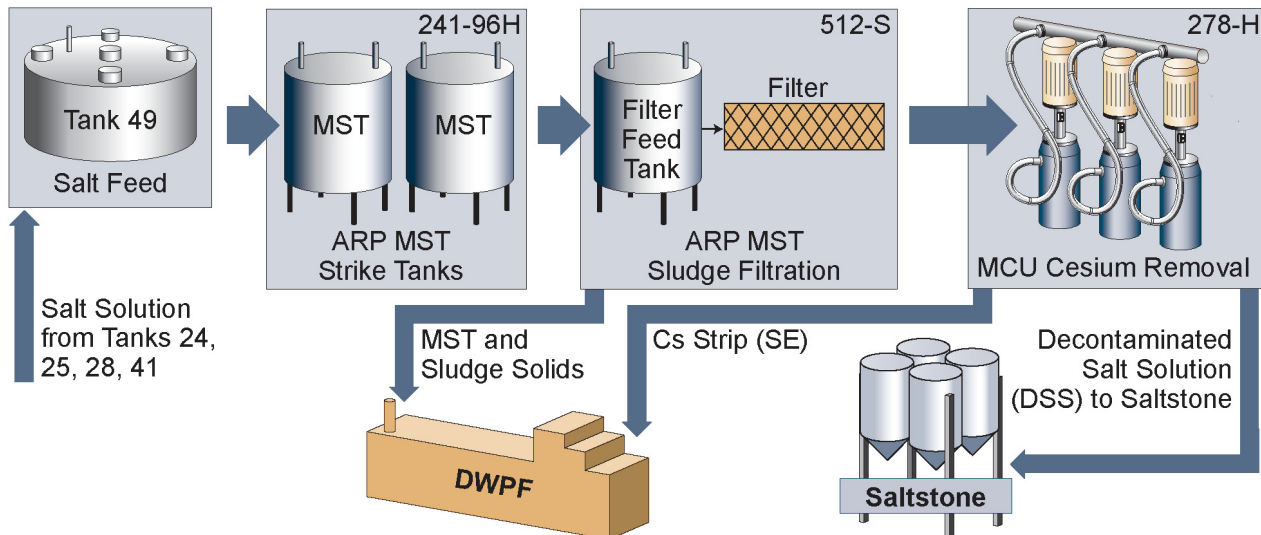 241-96H
512-S
278-H
Tank 49
Salt Feed
MST
MST
ARP MST
Strike Tanks
Filter
Feed
Tank
Filter
ARP MST
Sludge Filtration
MCU Cesium Removal
Salt Solution
from Tanks 24,
25, 28, 41
MST and
Sludge Solids
Cs Strip (SE)
Decontaminated
Salt Solution
(DSS) to Saltstone
DWPF
Saltstone